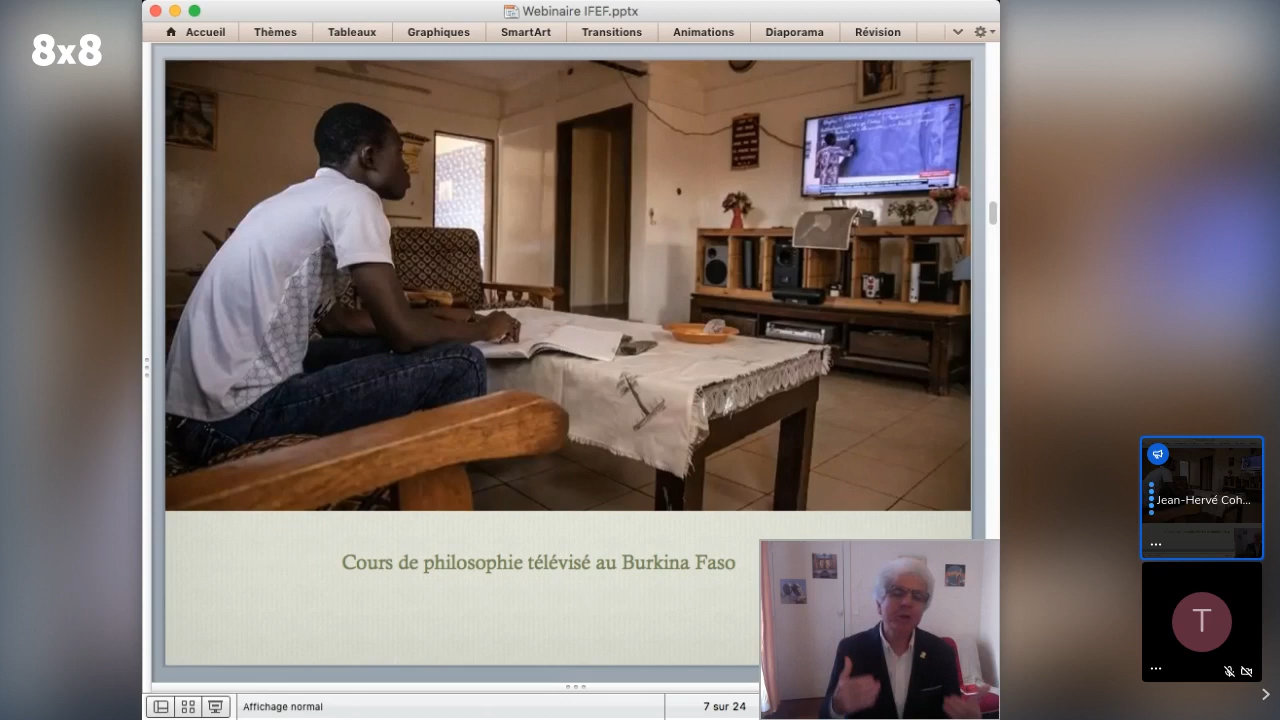 8x8
Webinaire IFEF.pptx
Accueil Thèmes Tableaux Graphiques SmartArt Transitions Animations Diaporama Révision
Cours de philosophie télévisé au Burkina Faso
Jean-Hervé Coh...
T
Affichage normal
7 sur 24